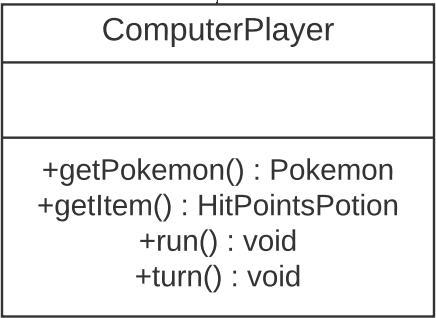 ComputerPlayer
+getPokemon() : Pokemon
+getItem() : HitPointsPotion
+run() : void
+turn() : void